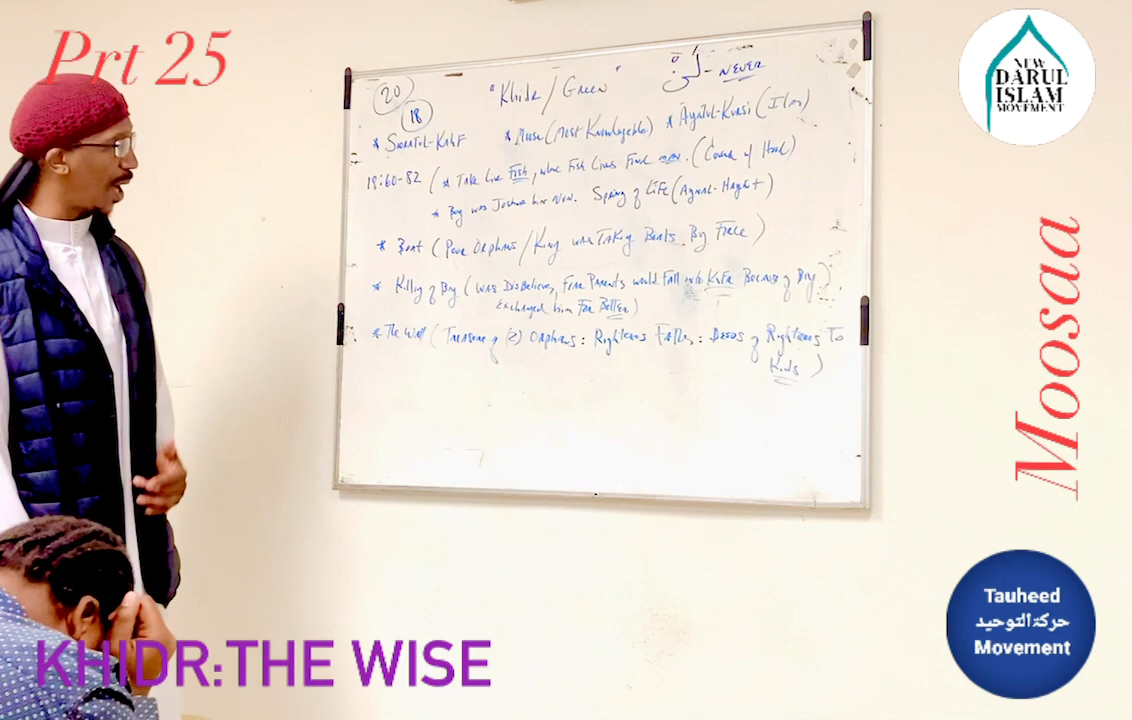 Prt 25
NEW
DARUL
ISLAM
MOVEMENT
20
18
"Khidr / Green"
لن - NEVER
* Suratul-Kahf * Musa (Most Knowledgeable) * Ayatul-Kursi (Ilm)
18:60-82 ( * Take Live Fish, where Fish Lives Find . (Cover of Hood)
* Boy was Joshua bin Nun. Spring of Life (Aynal-Hayat)
* Boat (Poor Orphans / King was Taking Boats By Force)
* Killing of Boy ( was Disbeliever, Fear Parents would Fall into Kufr Because of Boy
Exchanged him For Better )
* The Wall ( Treasure of (2) Orphans : Righteous : Deeds of Righteous To
Kids )
Moosaa
Tauheed
حركة التوحيد
Movement
KHIDR:THE WISE